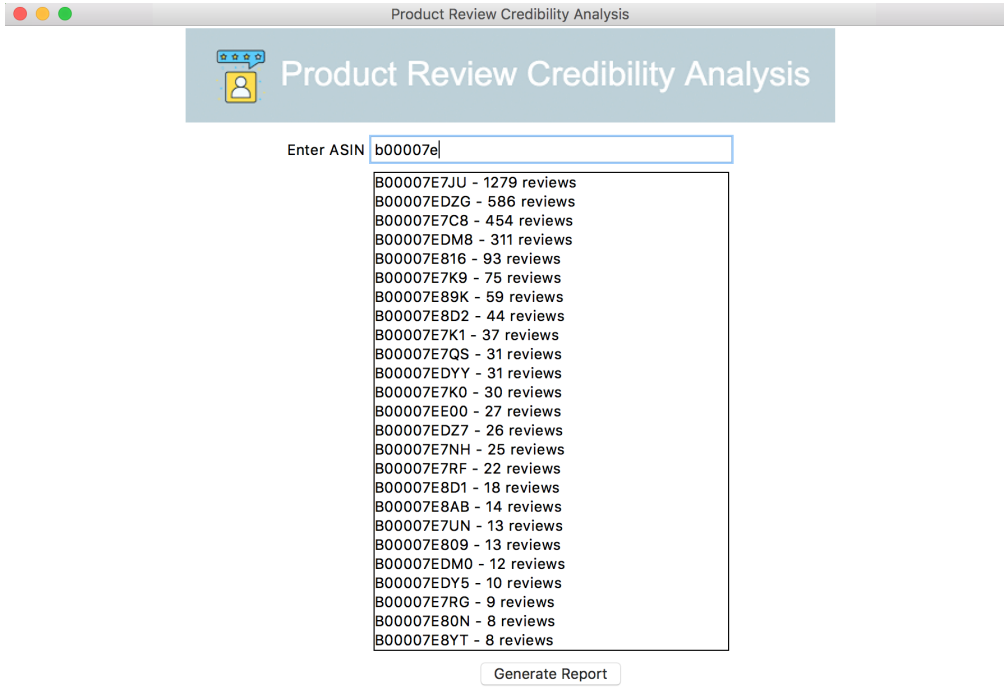 Product Review Credibility Analysis
Product Review Credibility Analysis
Enter ASIN b00007e
B00007E7JU - 1279 reviews
B00007EDZG - 586 reviews
B00007E7C8 - 454 reviews
B00007EDM8 - 311 reviews
B00007E816 - 93 reviews
B00007E7K9 - 75 reviews
B00007E89K - 59 reviews
B00007E8D2 - 44 reviews
B00007E7K1 - 37 reviews
B00007E7QS - 31 reviews
B00007EDYY - 31 reviews
B00007E7K0 - 30 reviews
B00007EE00 - 27 reviews
B00007EDZ7 - 26 reviews
B00007E7NH - 25 reviews
B00007E7RF - 22 reviews
B00007E8D1 - 18 reviews
B00007E8AB - 14 reviews
B00007E7UN - 13 reviews
B00007E809 - 13 reviews
B00007EDM0 - 12 reviews
B00007EDY5 - 10 reviews
B00007E7RG - 9 reviews
B00007E80N - 8 reviews
B00007E8YT - 8 reviews
Generate Report